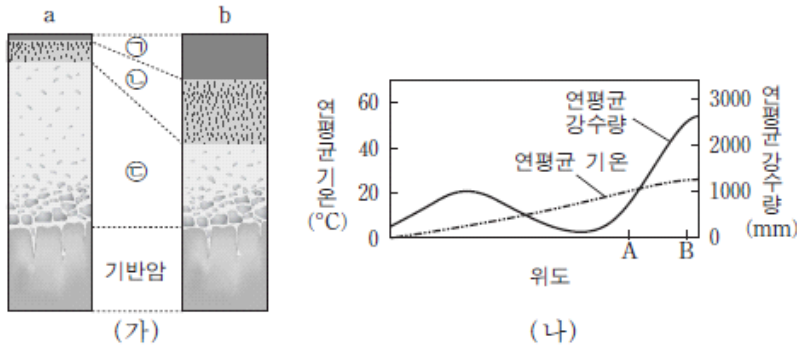 a
b
㉠
㉡
㉢
기반암
(가)
연평균 기온
(℃)
60
40
20
0
연평균
강수량
연평균 기온
3000
2000
1000
0
연평균 강수량
(mm)
A
B
위도
(나)